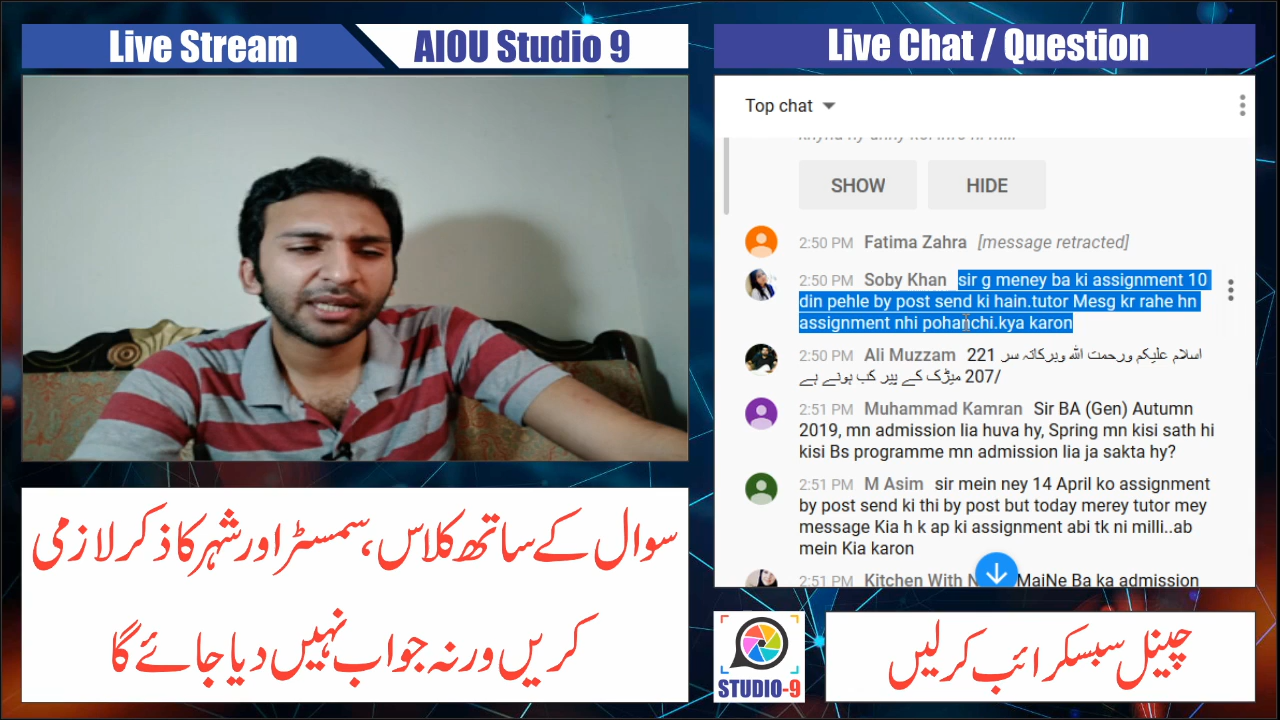 Live Stream
AIOU Studio 9
Live Chat / Question
Top chat
SHOW
HIDE
2:50 PM Fatima Zahra [message retracted]
2:50 PM Soby Khan sir g meney ba ki assignment 10
din pehle by post send ki hain.tutor Mesg kr rahe hn
assignment nhi pohanchi.kya karon
2:50 PM Ali Muzzam اسلام علیکم ورحمت اللہ وبرکاتہ سر 221
/207 میڑک کے پیر کب ہونے ہے
2:51 PM Muhammad Kamran Sir BA (Gen) Autumn
2019, mn admission lia huva hy, Spring mn kisi sath hi
kisi Bs programme mn admission lia ja sakta hy?
2:51 PM M Asim sir mein ney 14 April ko assignment
by post send ki thi by post but today merey tutor mey
message Kia h k ap ki assignment abi tk ni milli..ab
mein Kia karon
2:51 PM Kitchen With MaiNe Ba ka admission
سوال کے ساتھ کلاس، سمسٹر اور شہر کا ذکر لازمی
کریں ورنہ جواب نہیں دیا جائے گا
STUDIO-9
چینل سبسکرائب کر لیں